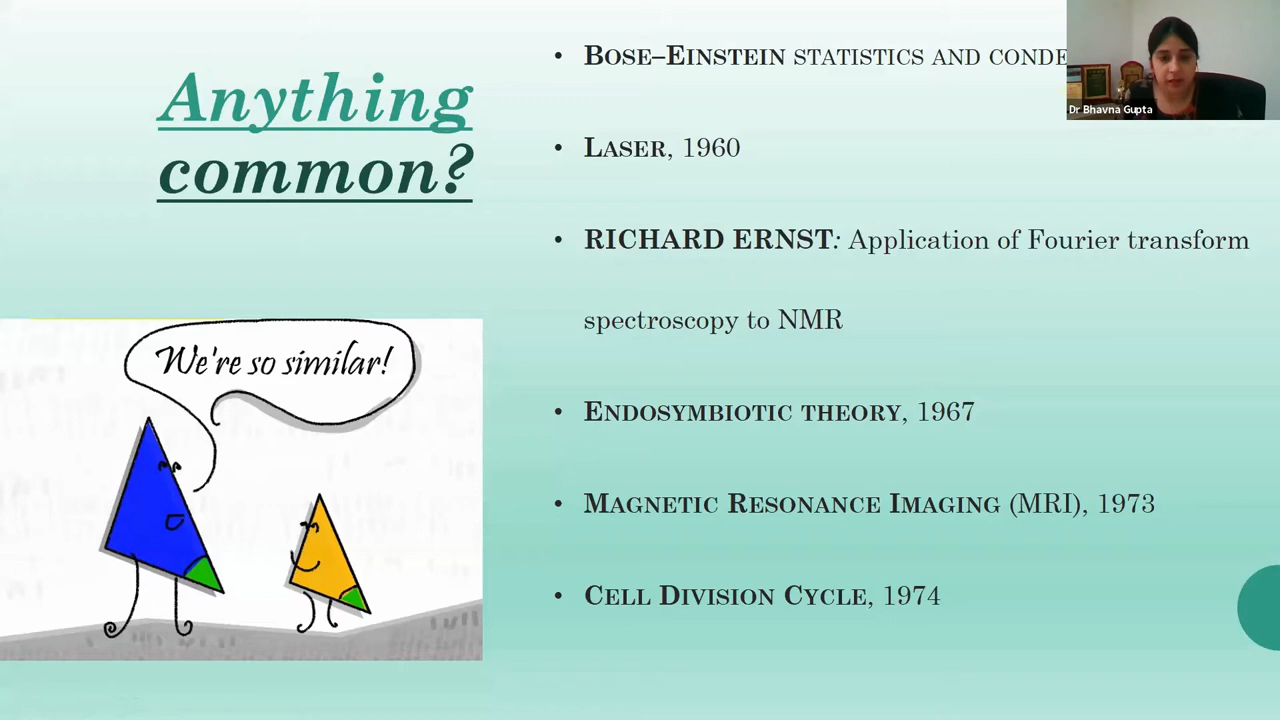 Anything
common?
We're so similar!
• BOSE–EINSTEIN STATISTICS AND
• LASER, 1960
• RICHARD ERNST: Application of Fourier transform
spectroscopy to NMR
• ENDOSYMBIOTIC THEORY, 1967
• MAGNETIC RESONANCE IMAGING (MRI), 1973
• CELL DIVISION CYCLE, 1974
Dr Bhavna Gupta